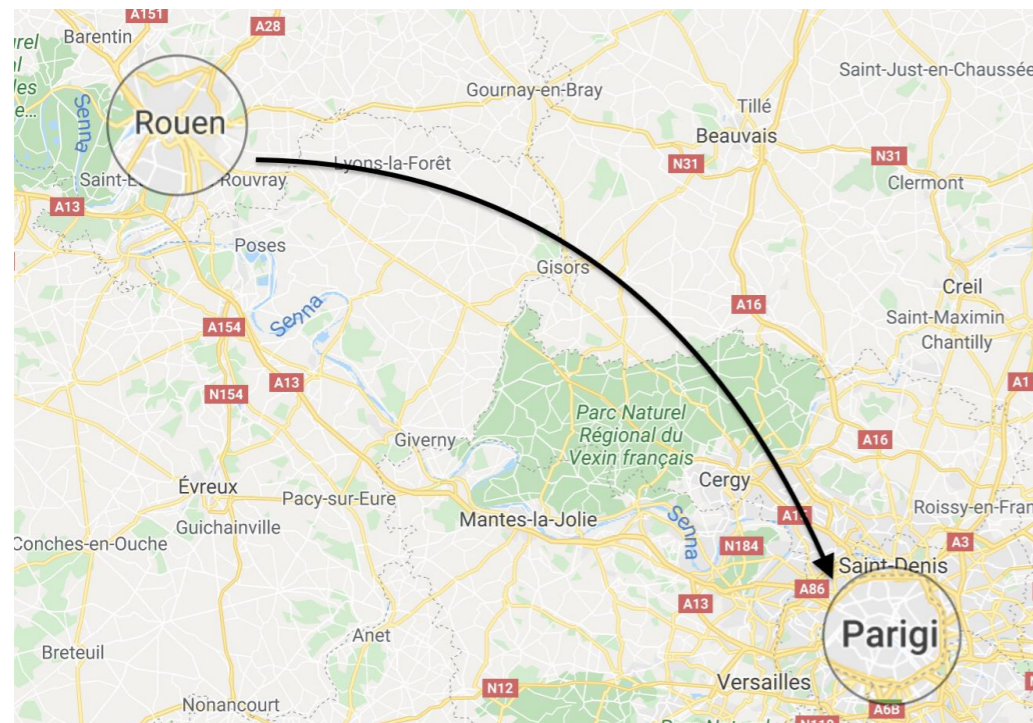 A151
Barentin
A28
Saint-Just-en-Chaussée
Gournay-en-Bray
Tillé
Rouen
Senna
Beauvais
N31
N31
Lyons-la-Forêt
Rouvray
Clermont
A13
Poses
Gisors
Creil
A16
Senna
Saint-Maximin
Chantilly
A154
A13
A1
N154
Parc Naturel
Régional du
Vexin français
A16
Giverny
Cergy
Évreux
Pacy-sur-Eure
Roissy-en-Fran
Guichainville
Mantes-la-Jolie
Senna
Conches-en-Ouche
N184
A3
Saint-Denis
A86
A13
Parigi
Anet
Breteuil
Versailles
N12
Nonancourt
A6B